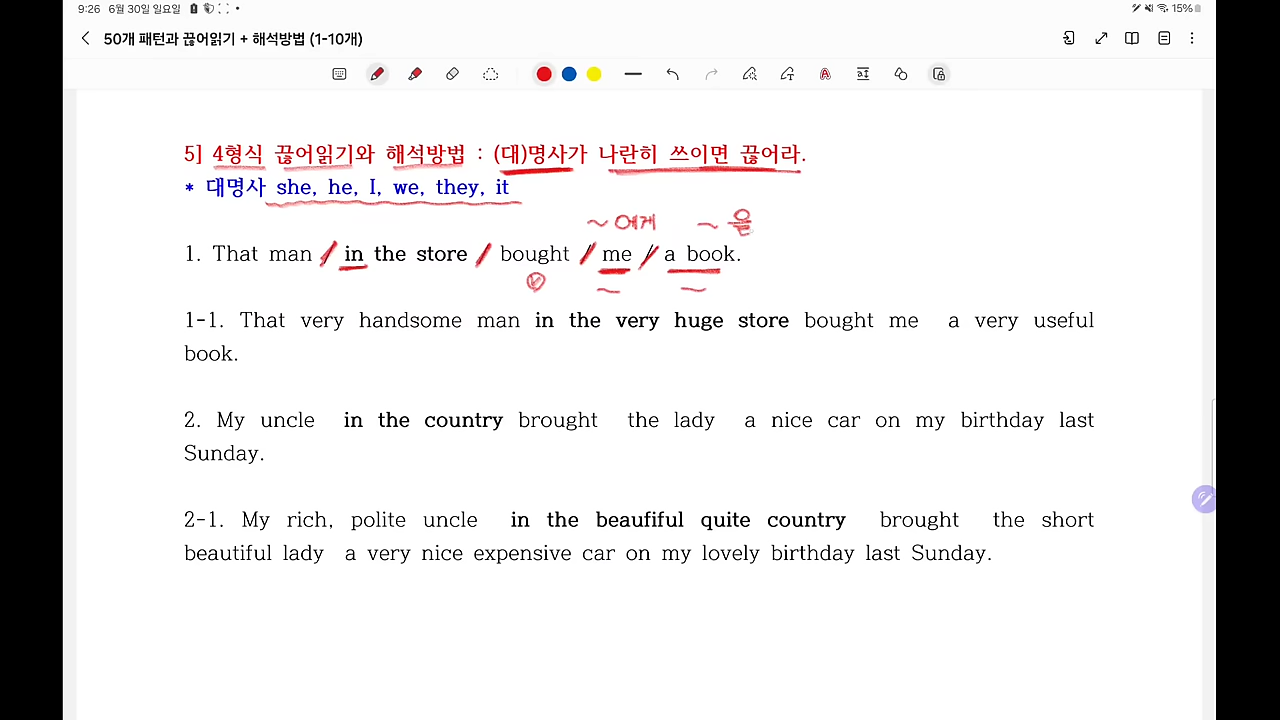 9:26 6월 30일 일요일
15%
50개 패턴과 끊어읽기 + 해석방법 (1-10개)
5] 4형식 끊어읽기와 해석방법 : (대)명사가 나란히 쓰이면 끊어라.
* 대명사 she, he, I, we, they, it
~에게 ~을
1. That man / in the store / bought / me / a book.
V
1-1. That very handsome man in the very huge store bought me a very useful
book.
2. My uncle in the country brought the lady a nice car on my birthday last
Sunday.
2-1. My rich, polite uncle in the beaufiful quite country brought the short
beautiful lady a very nice expensive car on my lovely birthday last Sunday.